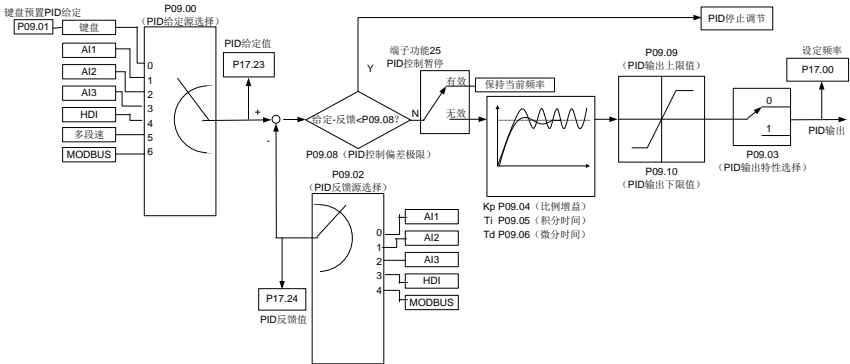 键盘预置PID给定
P09.01
键盘
AI1
AI2
AI3
HDI
多段速
MODBUS
P09.00
（PID给定源选择）
0
1
2
3
4
5
6
PID给定值
P17.23
+
-
给定-反馈<P09.08?
P09.08（PID控制偏差极限）
Y
N
PID停止调节
端子功能25
PID控制暂停
有效
无效
保持当前频率
Kp P09.04（比例增益）
Ti P09.05（积分时间）
Td P09.06（微分时间）
P09.09
（PID输出上限值）
P09.10
（PID输出下限值）
0
1
P09.03
（PID输出特性选择）
设定频率
P17.00
PID输出
P09.02
（PID反馈源选择）
0
1
2
3
4
AI1
AI2
AI3
HDI
MODBUS
P17.24
PID反馈值